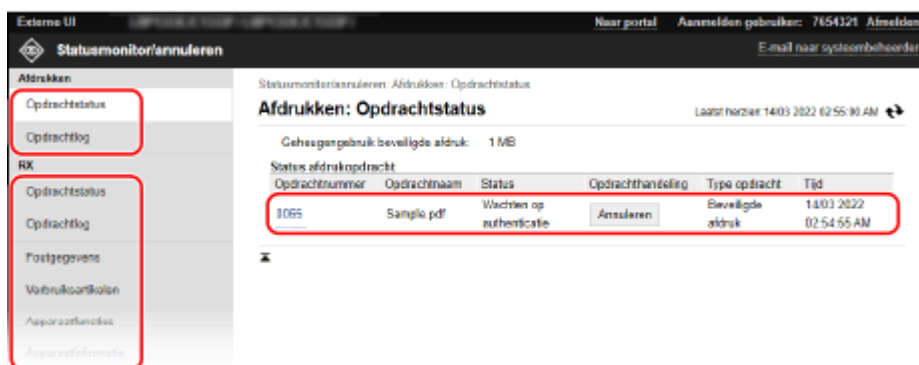 Externe UI
Naar portal Aanmelden gebruiker: 7654321 Afmelden
Statusmonitor/annuleren
E-mail naar systeembeheerder
Afdrukken
Opdrachtstatus
Opdrachtlog
RX
Opdrachtstatus
Opdrachtlog
Foutgegevens
Verbruiksartikelen
Apparaatfuncties
Apparaatinformatie
Statusmonitor/annuleren: Afdrukken: Opdrachtstatus
Afdrukken: Opdrachtstatus
Laatst herzien: 14/03 2022 02:55:00 AM
Geheugengebruik beveiligde afdruk: 1 MB
Status afdrukopdracht
Opdrachtnummer Opdrachtnaam Status Opdrachthandeling Type opdracht Tijd
0065 Sample.pdf Wachten op authenticatie Annuleren Beveiligde afdruk 14/03 2022 02:54:55 AM